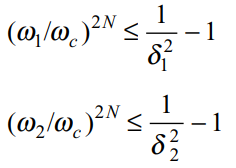 (ω₁/ω_c)^{2N} ≤ 1/δ₁² − 1
(ω₂/ω_c)^{2N} ≤ 1/δ₂² − 1